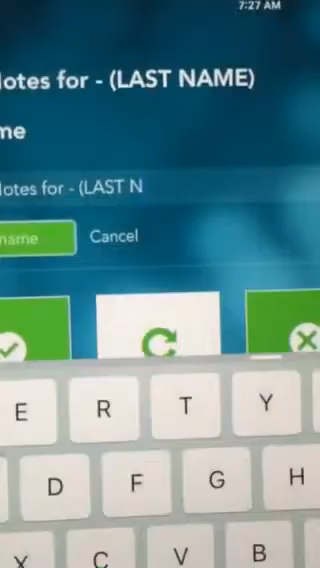 7:27 AM
lotes for - (LAST NAME)
me
lotes for - (LAST N
name
Cancel
E R T Y
D F G H
X C V B